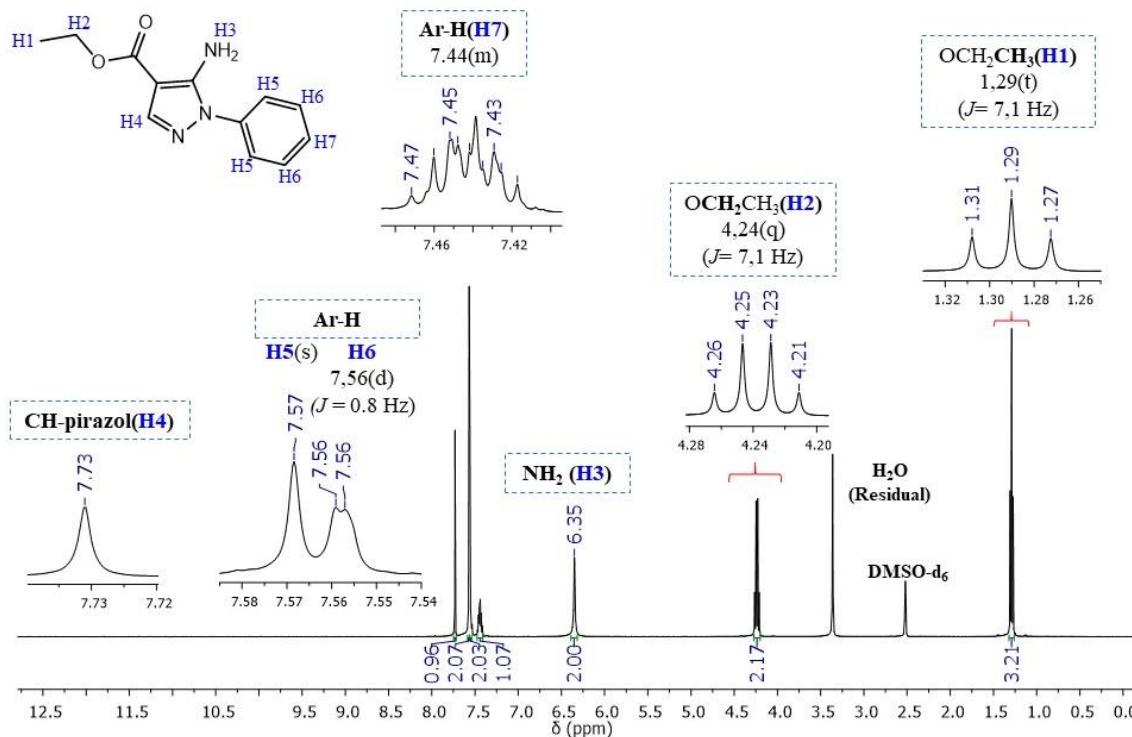 O
H2
H3
H1
NH₂
O
H5
H6
H4
N
H7
N
H5
H6
Ar-H(H7)
7.44(m)
7.47
7.45
7.43
7.46
7.42
OCH₂CH₃(H1)
1,29(t)
(J= 7,1 Hz)
1.31
1.29
1.27
1.32
1.30
1.28
1.26
OCH₂CH₃(H2)
4,24(q)
(J= 7,1 Hz)
4.26
4.25
4.23
4.21
4.28
4.24
4.20
Ar-H
H5(s) H6
7,56(d)
(J = 0.8 Hz)
7.57
7.56
7.56
7.58
7.57
7.56
7.55
7.54
CH-pirazol(H4)
7.73
7.73
7.72
NH₂ (H3)
6.35
H₂O
(Residual)
DMSO-d₆
0.96
2.07
2.03
1.07
2.00
2.17
3.21
12.5 11.5 10.5 9.5 9.0 8.5 8.0 7.5 7.0 6.5 6.0 5.5 5.0 4.5 4.0 3.5 3.0 2.5 2.0 1.5 1.0 0.5 0.0
δ (ppm)